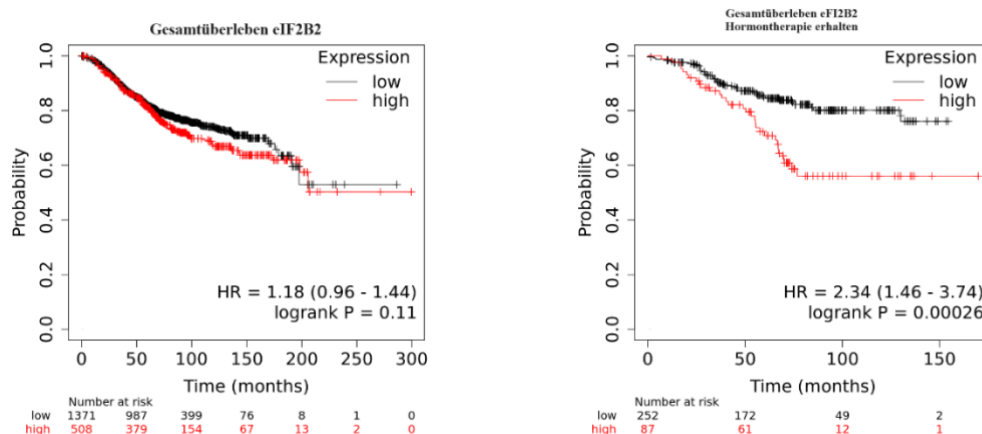 Gesamtüberleben eIF2B2
Expression
low
high
Probability
1.0
0.8
0.6
0.4
0.2
0.0
HR = 1.18 (0.96 - 1.44)
logrank P = 0.11
0 50 100 150 200 250 300
Time (months)
Number at risk
low 1371 987 399 76 8 1 0
high 508 379 154 67 13 2 0
Gesamtüberleben eFI2B2
Hormontherapie erhalten
Expression
low
high
Probability
1.0
0.8
0.6
0.4
0.2
0.0
HR = 2.34 (1.46 - 3.74)
logrank P = 0.00026
0 50 100 150
Time (months)
Number at risk
low 252 172 49 2
high 87 61 12 1